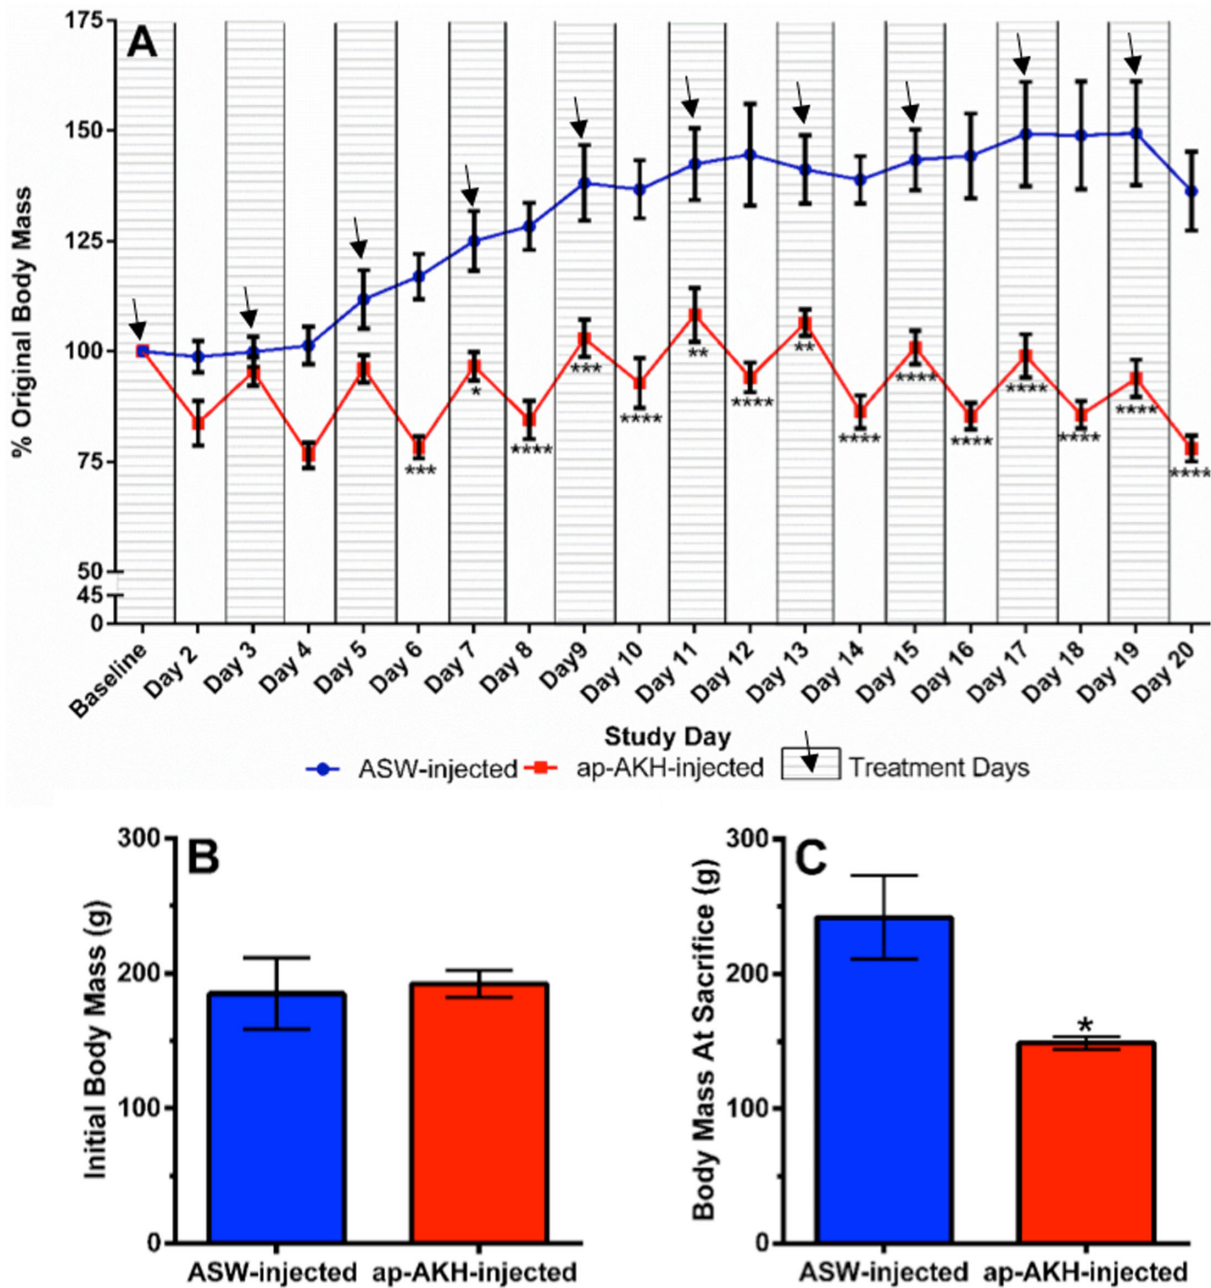 A
% Original Body Mass
175
150
125
100
75
50
45
0
***
****
***
****
**
****
**
****
****
****
****
****
****
****
*
Baseline
Day 2
Day 3
Day 4
Day 5
Day 6
Day 7
Day 8
Day9
Day 10
Day 11
Day 12
Day 13
Day 14
Day 15
Day 16
Day 17
Day 18
Day 19
Day 20
Study Day
ASW-injected ap-AKH-injected Treatment Days
B
Initial Body Mass (g)
300
200
100
0
ASW-injected ap-AKH-injected
C
Body Mass At Sacrifice (g)
300
200
100
0
*
ASW-injected ap-AKH-injected